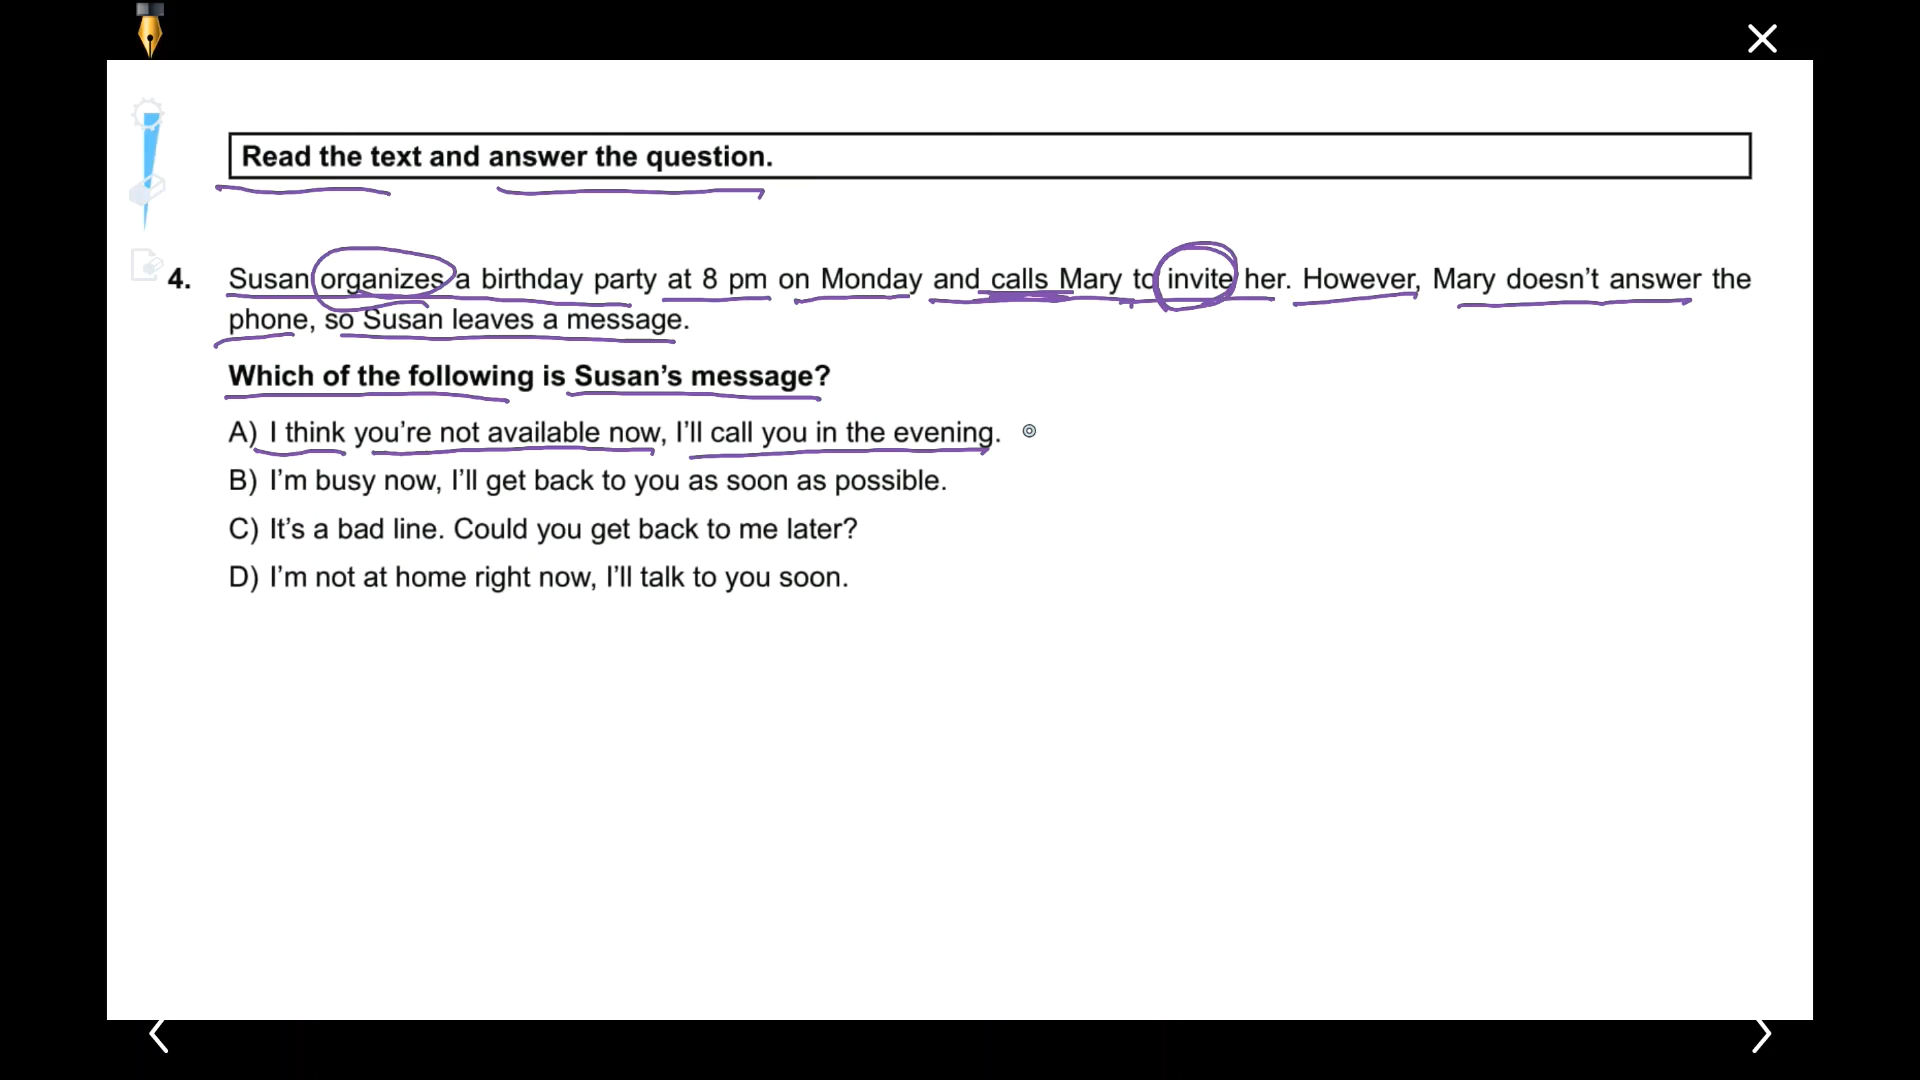 Read the text and answer the question.
4. Susan organizes a birthday party at 8 pm on Monday and calls Mary to invite her. However, Mary doesn’t answer the
phone, so Susan leaves a message.
Which of the following is Susan’s message?
A) I think you’re not available now, I’ll call you in the evening.
B) I’m busy now, I’ll get back to you as soon as possible.
C) It’s a bad line. Could you get back to me later?
D) I’m not at home right now, I’ll talk to you soon.